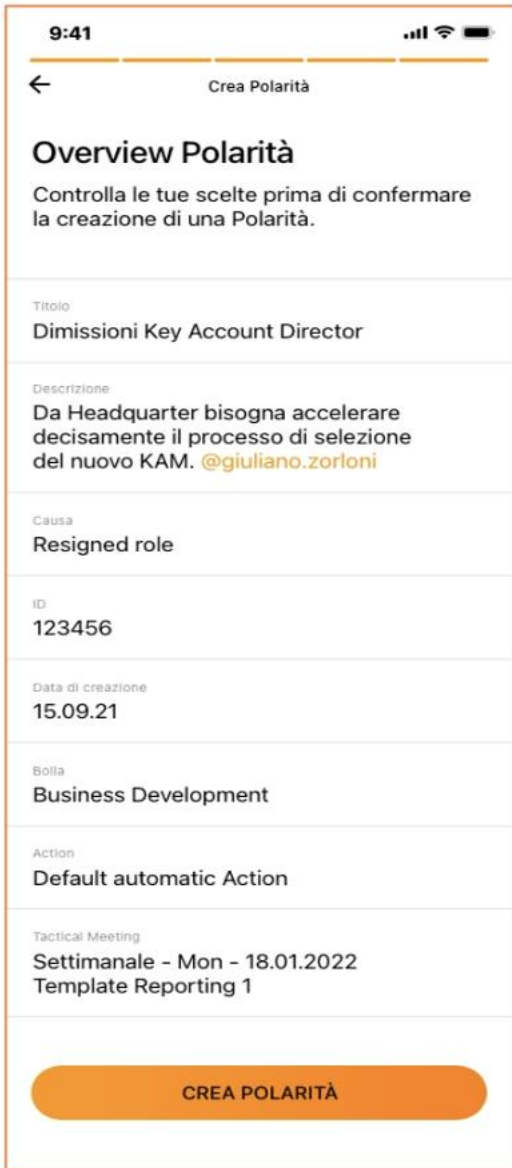 9:41
Crea Polarità
Overview Polarità
Controlla le tue scelte prima di confermare
la creazione di una Polarità.
Titolo
Dimissioni Key Account Director
Descrizione
Da Headquarter bisogna accelerare
decisamente il processo di selezione
del nuovo KAM. @giuliano.zorloni
Causa
Resigned role
ID
123456
Data di creazione
15.09.21
Bolla
Business Development
Action
Default automatic Action
Tactical Meeting
Settimanale - Mon - 18.01.2022
Template Reporting 1
CREA POLARITÀ